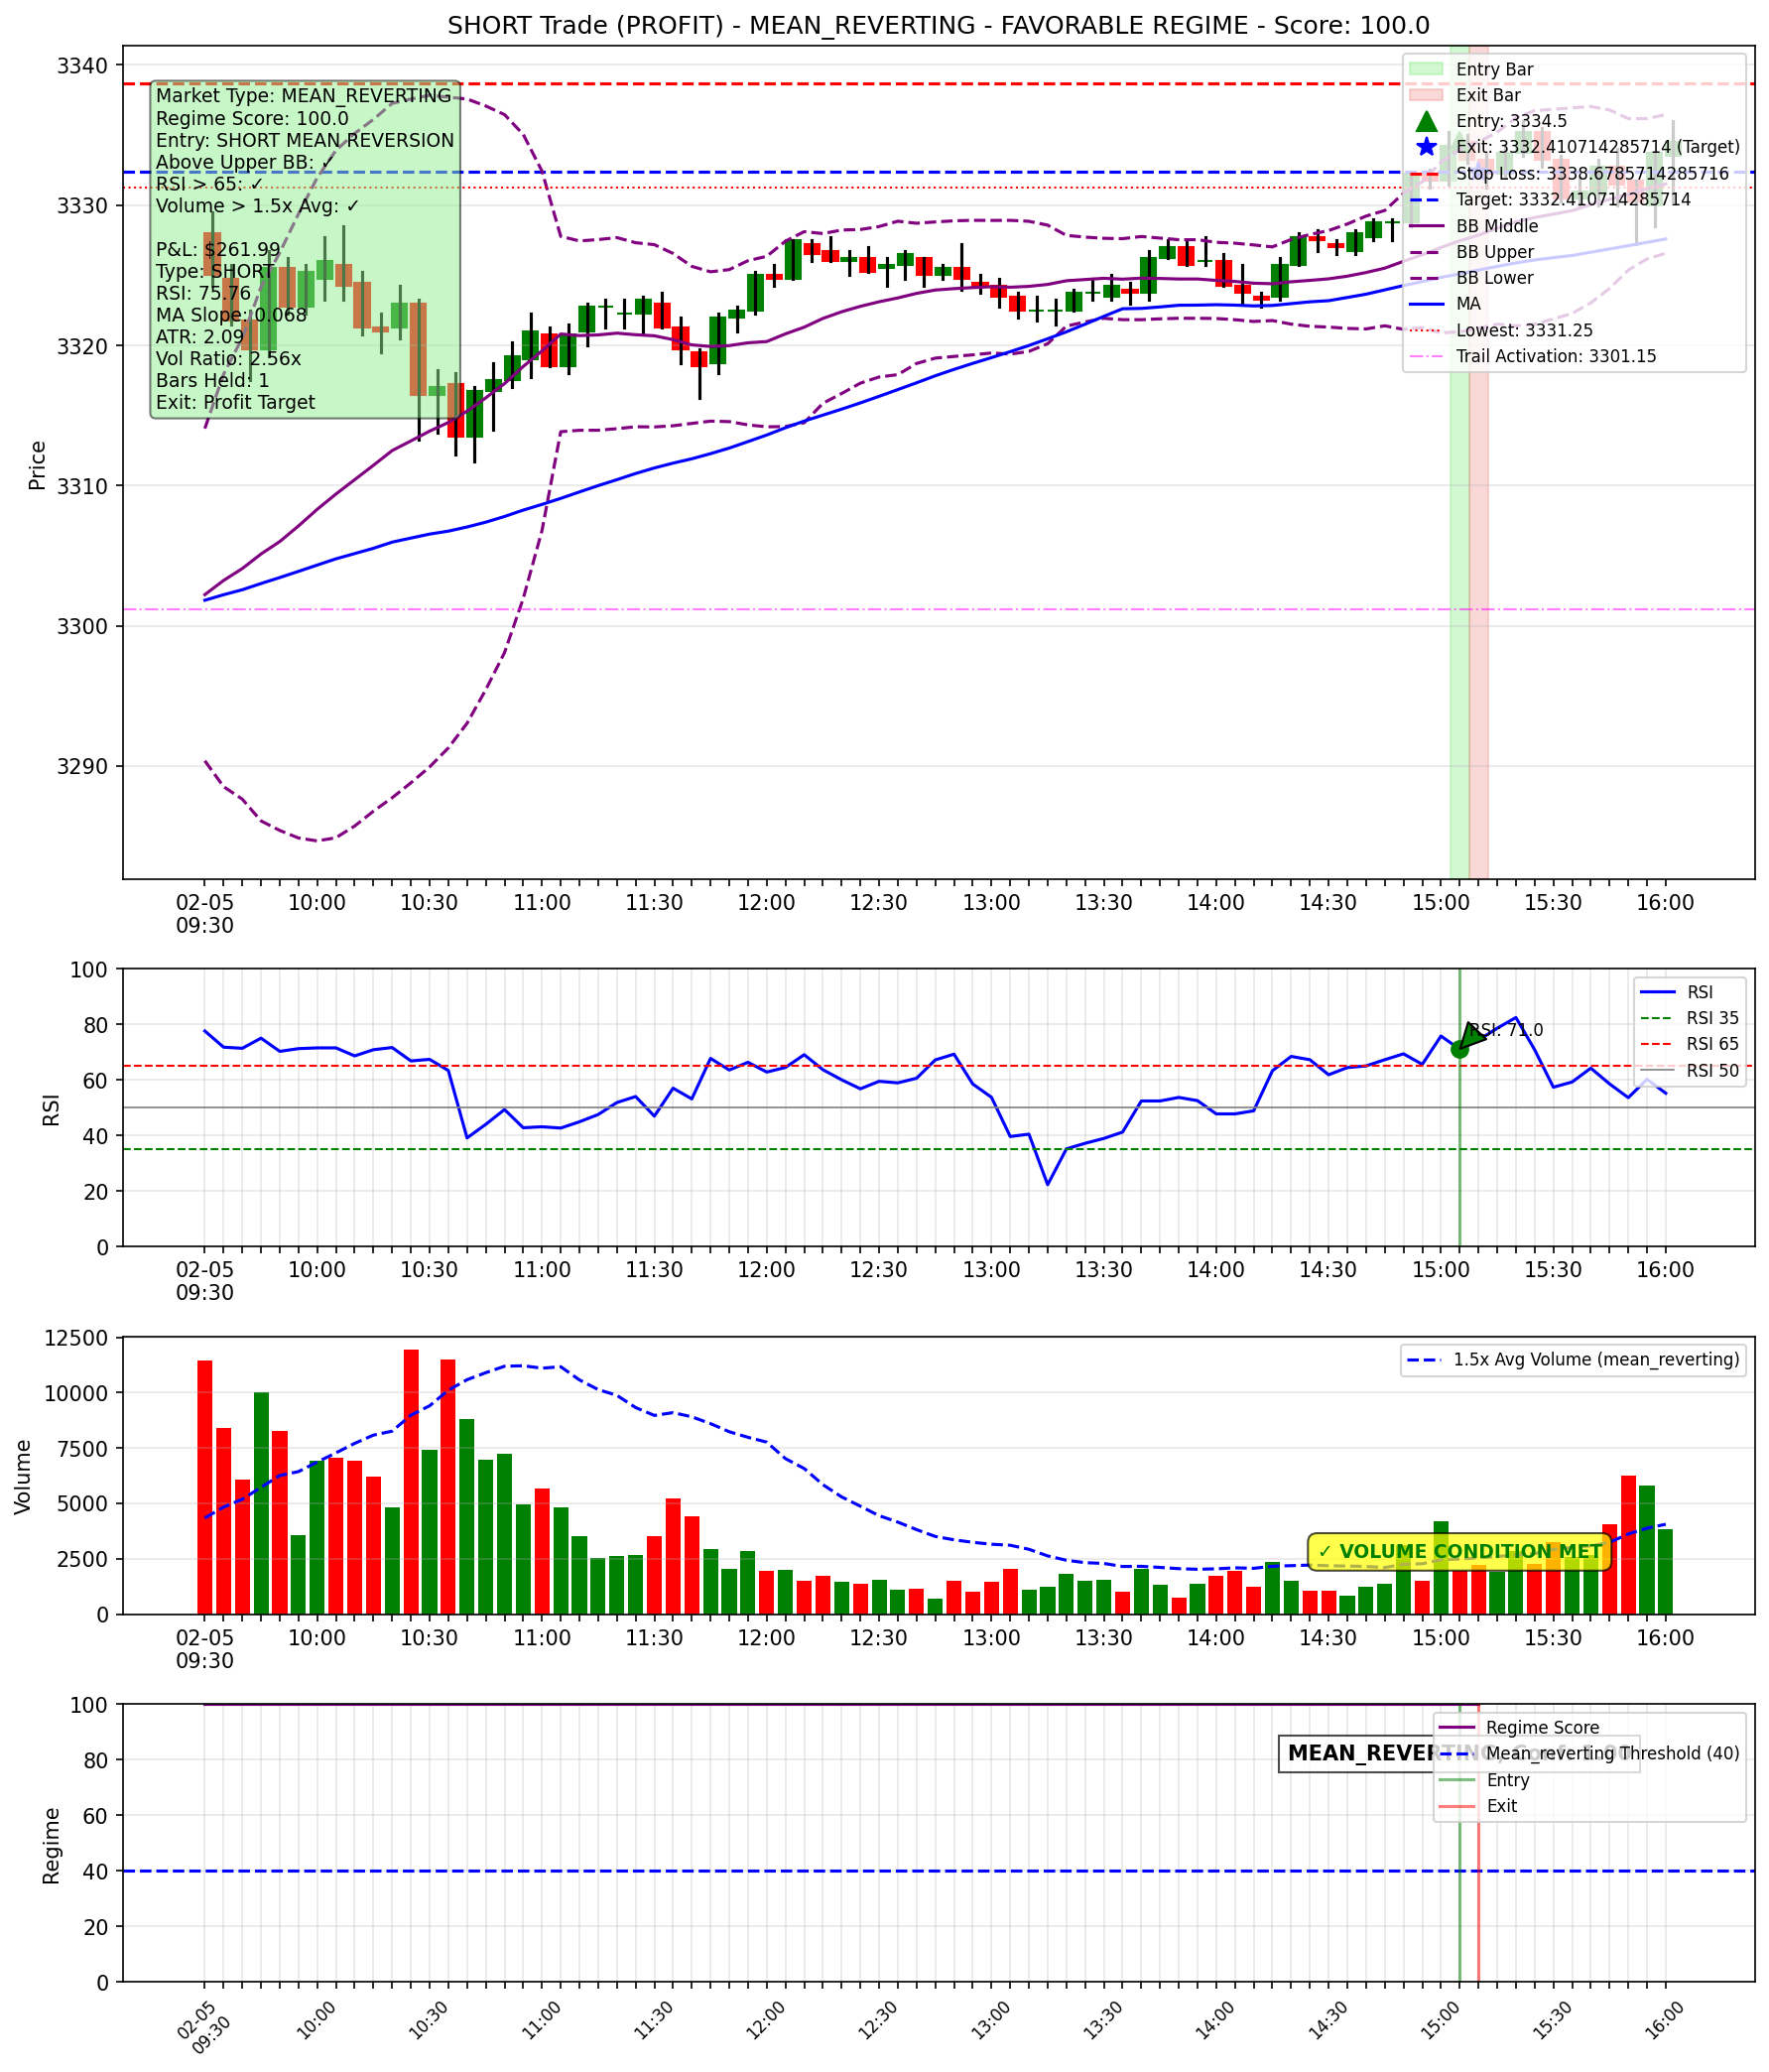 SHORT Trade (PROFIT) - MEAN_REVERTING - FAVORABLE REGIME - Score: 100.0
Price
3340
3330
3320
3310
3300
3290
Market Type: MEAN_REVERTING
Regime Score: 100.0
Entry: SHORT MEAN REVERSION
Above Upper BB: ✓
RSI > 65: ✓
Volume > 1.5x Avg: ✓
P&L: $261.99
Type: SHORT
RSI: 75.76
MA Slope: 0.068
ATR: 2.09
Vol Ratio: 2.56x
Bars Held: 1
Exit: Profit Target
Entry Bar
Exit Bar
Entry: 3334.5
Exit: 3332.410714285714 (Target)
Stop Loss: 3338.6785714285716
Target: 3332.410714285714
BB Middle
BB Upper
BB Lower
MA
Lowest: 3331.25
Trail Activation: 3301.15
02-05 10:00 10:30 11:00 11:30 12:00 12:30 13:00 13:30 14:00 14:30 15:00 15:30 16:00
09:30
RSI
100
80
60
40
20
0
RSI: 71.0
RSI
RSI 35
RSI 65
RSI 50
02-05 10:00 10:30 11:00 11:30 12:00 12:30 13:00 13:30 14:00 14:30 15:00 15:30 16:00
09:30
Volume
12500
10000
7500
5000
2500
0
1.5x Avg Volume (mean_reverting)
✓ VOLUME CONDITION MET
02-05 10:00 10:30 11:00 11:30 12:00 12:30 13:00 13:30 14:00 14:30 15:00 15:30 16:00
09:30
Regime
100
80
60
40
20
0
Regime Score
Mean_reverting Threshold (40)
Entry
Exit
02-05 10:00 10:30 11:00 11:30 12:00 12:30 13:00 13:30 14:00 14:30 15:00 15:30 16:00
09:30